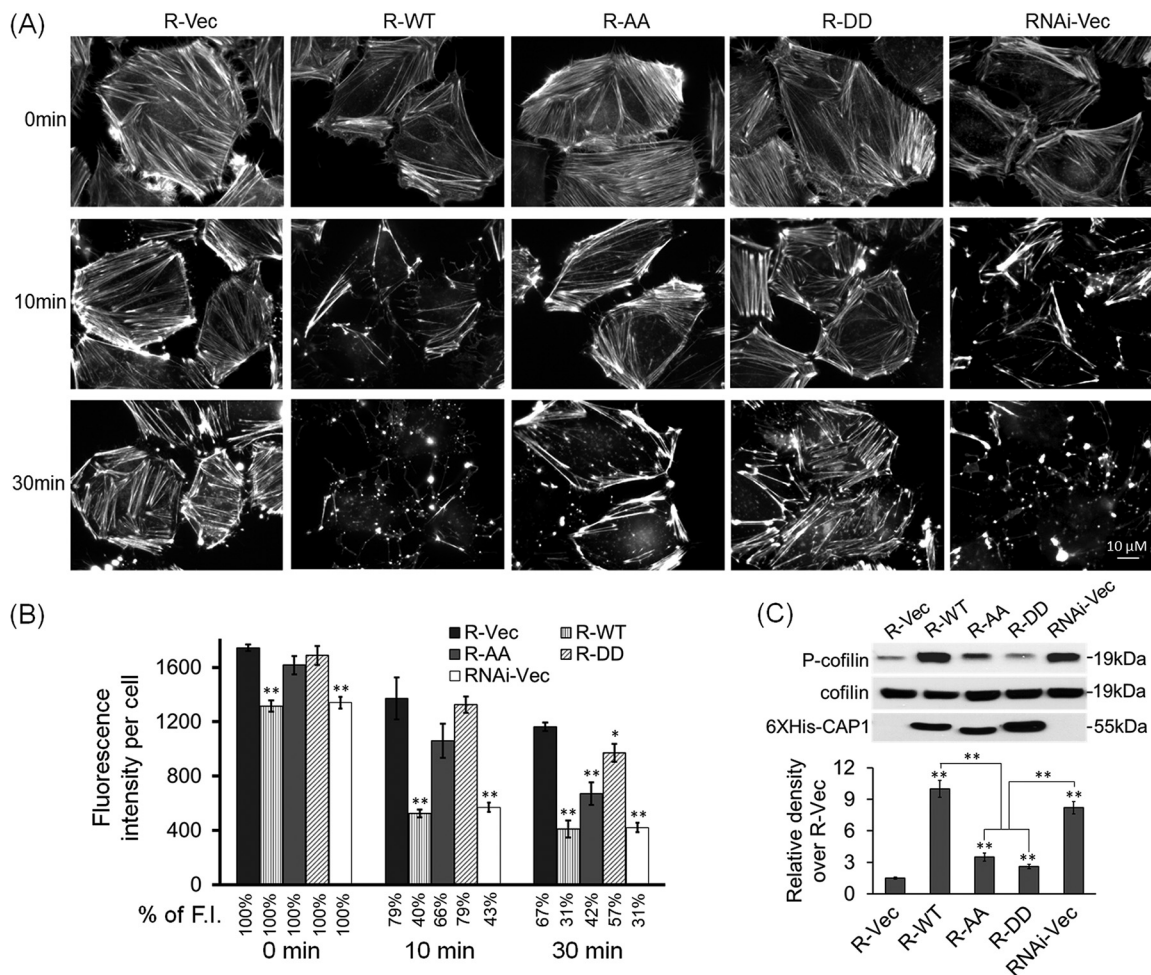 (A)
R-Vec R-WT R-AA R-DD RNAi-Vec
0min
10min
30min
10 µM
(B)
R-Vec R-WT
R-AA R-DD
RNAi-Vec
Fluorescence
intensity per cell
1600
1200
800
400
0
** **
** **
** ** * **
% of F.I.
100% 100% 100% 100% 100% 79% 40% 66% 79% 43% 67% 31% 42% 57% 31%
0 min 10 min 30 min
(C)
R-Vec R-WT R-AA R-DD RNAi-Vec
P-cofilin -19kDa
cofilin -19kDa
6XHis-CAP1 -55kDa
Relative density
over R-Vec
12
9
6
3
0
** ** ** ** ** **
R-Vec R-WT R-AA R-DD RNAi-Vec